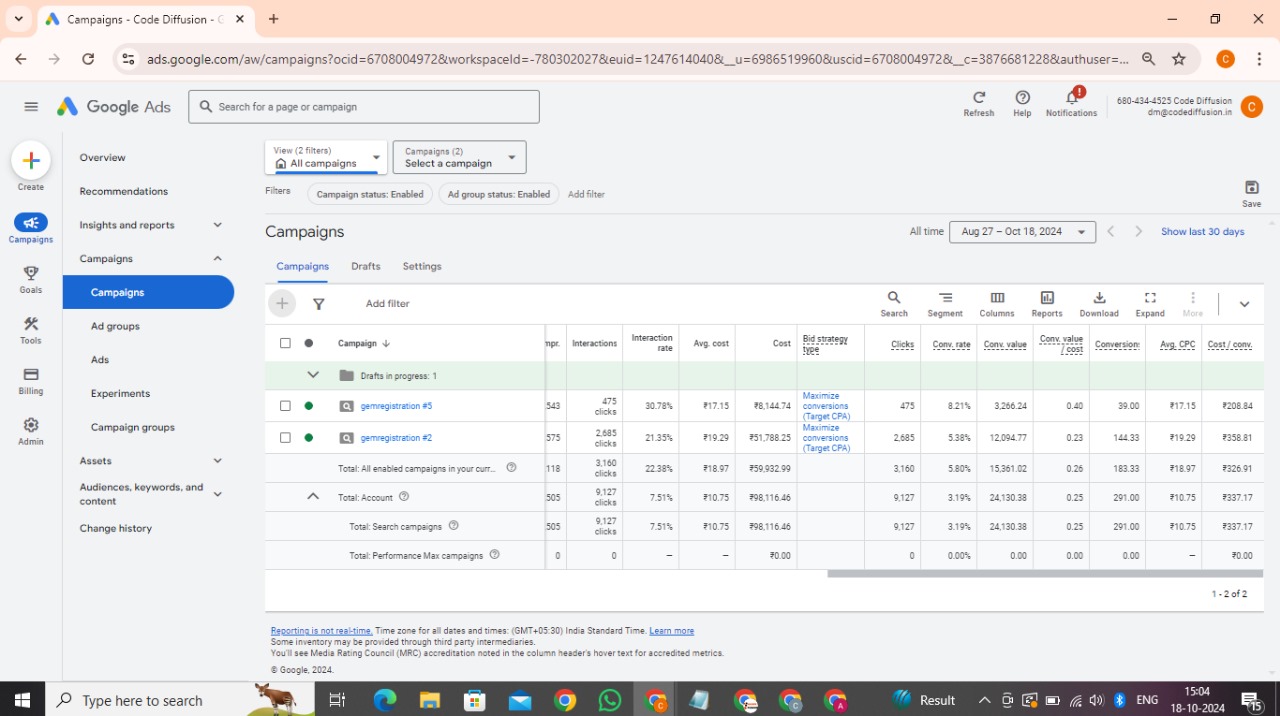 Campaigns - Code Diffusion - G
ads.google.com/aw/campaigns?ocid=6708004972&workspaceId=-780302027&euid=1247614040&__u=6986519960&uscid=6708004972&__c=3876681228&authuser=...
C
Google Ads
Search for a page or campaign
Refresh
Help
Notifications
680-434-4525 Code Diffusion
dm@codediffusion.in
C
Create
Campaigns
Goals
Tools
Billing
Admin
Overview
Recommendations
Insights and reports
Campaigns
Campaigns
Ad groups
Ads
Experiments
Campaign groups
Assets
Audiences, keywords, and content
Change history
View (2 filters)
All campaigns
Campaigns (2)
Select a campaign
Filters
Campaign status: Enabled
Ad group status: Enabled
Add filter
Save
Campaigns
All time
Aug 27 – Oct 18, 2024
Show last 30 days
Campaigns Drafts Settings
Add filter
Search Segment Columns Reports Download Expand More
Campaign mpr. Interactions Interaction rate Avg. cost Cost Bid strategy type Clicks Conv. rate Conv. value Conv. value / cost Conversions Avg. CPC Cost / conv.
Drafts in progress: 1
gemregistration #5 543 475 clicks 30.78% ₹17.15 ₹8,144.74 Maximize conversions (Target CPA) 475 8.21% 3,266.24 0.40 39.00 ₹17.15 ₹208.84
gemregistration #2 575 2,685 clicks 21.35% ₹19.29 ₹51,788.25 Maximize conversions (Target CPA) 2,685 5.38% 12,094.77 0.23 144.33 ₹19.29 ₹358.81
Total: All enabled campaigns in your curr... 118 3,160 clicks 22.38% ₹18.97 ₹59,932.99 3,160 5.80% 15,361.02 0.26 183.33 ₹18.97 ₹326.91
Total: Account 505 9,127 clicks 7.51% ₹10.75 ₹98,116.46 9,127 3.19% 24,130.38 0.25 291.00 ₹10.75 ₹337.17
Total: Search campaigns 505 9,127 clicks 7.51% ₹10.75 ₹98,116.46 9,127 3.19% 24,130.38 0.25 291.00 ₹10.75 ₹337.17
Total: Performance Max campaigns 0 0 – – ₹0.00 0 0.00% 0.00 0.00 0.00 – ₹0.00
1 - 2 of 2
Reporting is not real-time. Time zone for all dates and times: (GMT+05:30) India Standard Time. Learn more
Some inventory may be provided through third party intermediaries.
You'll see Media Rating Council (MRC) accreditation noted in the column header's hover text for accredited metrics.
© Google, 2024.
Type here to search
Result
ENG
15:04
18-10-2024
15